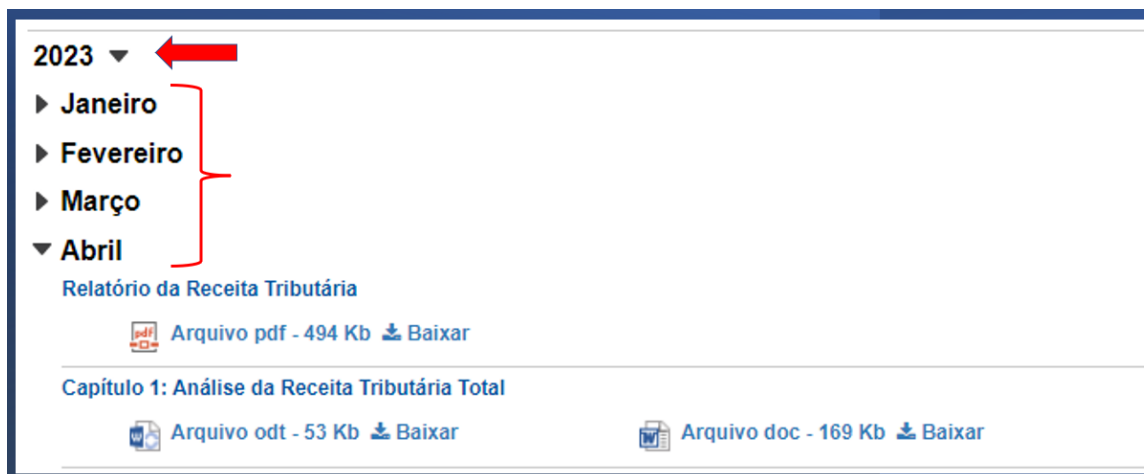 2023
Janeiro
Fevereiro
Março
Abril
Relatório da Receita Tributária
pdf Arquivo pdf - 494 Kb Baixar
Capítulo 1: Análise da Receita Tributária Total
W Arquivo odt - 53 Kb Baixar W Arquivo doc - 169 Kb Baixar